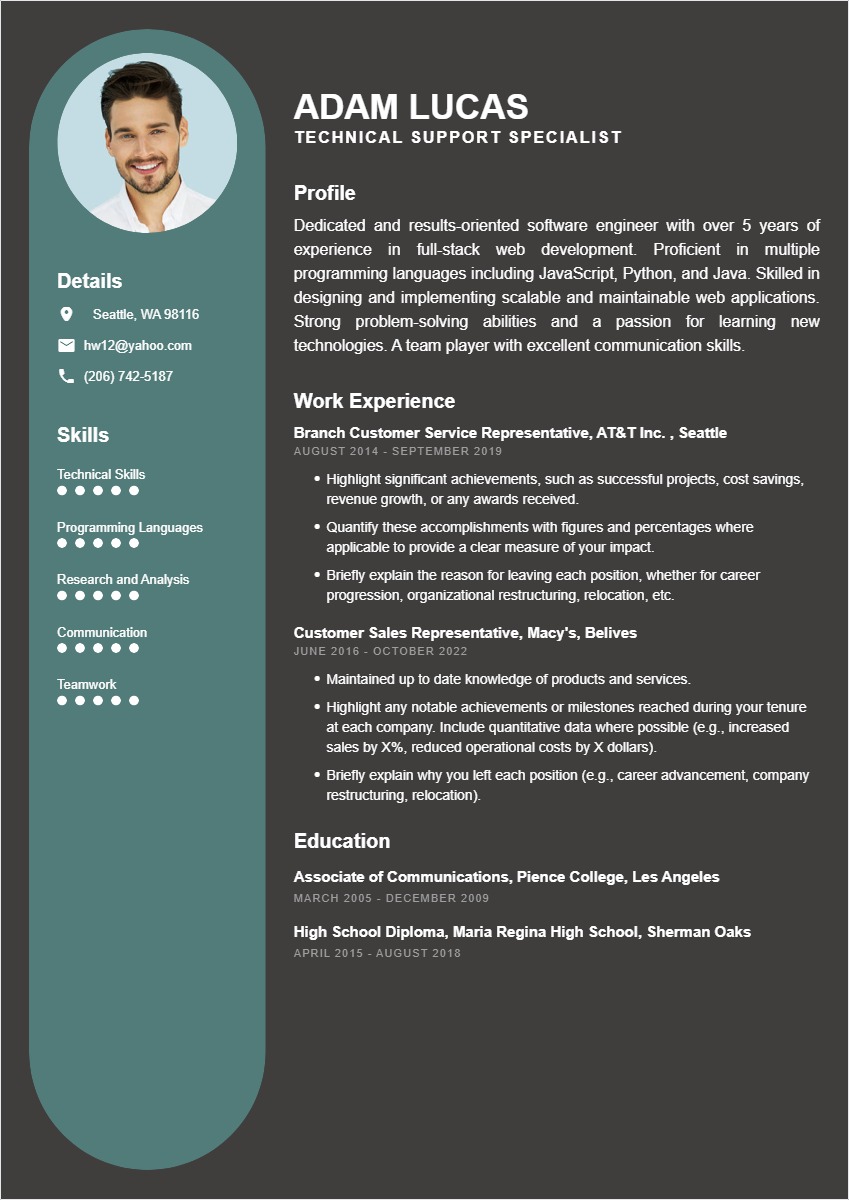 ADAM LUCAS
TECHNICAL SUPPORT SPECIALIST
Details
Seattle, WA 98116
hw12@yahoo.com
(206) 742-5187
Skills
Technical Skills
Programming Languages
Research and Analysis
Communication
Teamwork
Profile
Dedicated and results-oriented software engineer with over 5 years of
experience in full-stack web development. Proficient in multiple
programming languages including JavaScript, Python, and Java. Skilled in
designing and implementing scalable and maintainable web applications.
Strong problem-solving abilities and a passion for learning new
technologies. A team player with excellent communication skills.
Work Experience
Branch Customer Service Representative, AT&T Inc. , Seattle
AUGUST 2014 - SEPTEMBER 2019
• Highlight significant achievements, such as successful projects, cost savings,
revenue growth, or any awards received.
• Quantify these accomplishments with figures and percentages where
applicable to provide a clear measure of your impact.
• Briefly explain the reason for leaving each position, whether for career
progression, organizational restructuring, relocation, etc.
Customer Sales Representative, Macy's, Belives
JUNE 2016 - OCTOBER 2022
• Maintained up to date knowledge of products and services.
• Highlight any notable achievements or milestones reached during your tenure
at each company. Include quantitative data where possible (e.g., increased
sales by X%, reduced operational costs by X dollars).
• Briefly explain why you left each position (e.g., career advancement, company
restructuring, relocation).
Education
Associate of Communications, Pience College, Les Angeles
MARCH 2005 - DECEMBER 2009
High School Diploma, Maria Regina High School, Sherman Oaks
APRIL 2015 - AUGUST 2018